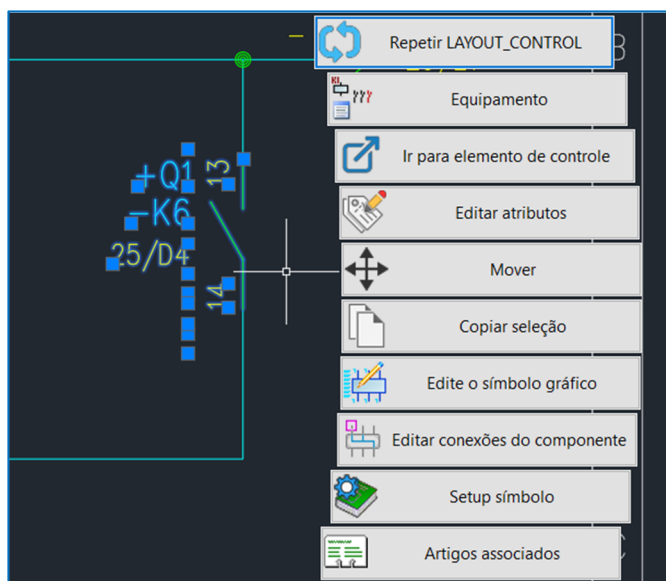 Repetir LAYOUT_CONTROL
B
Equipamento
Ir para elemento de controle
+Q1
13
Editar atributos
-K6
25/D4
Mover
14
Copiar seleção
Edite o símbolo gráfico
Editar conexões do componente
Setup símbolo
Artigos associados
C